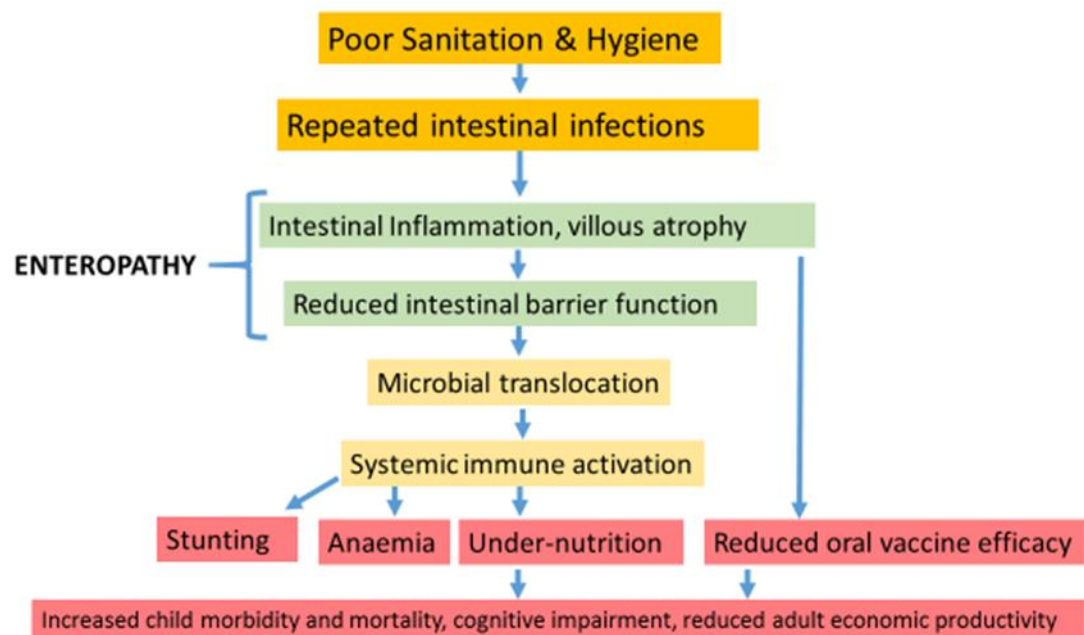 Poor Sanitation & Hygiene
Repeated intestinal infections
Intestinal Inflammation, villous atrophy
ENTEROPATHY
Reduced intestinal barrier function
Microbial translocation
Systemic immune activation
Stunting
Anaemia
Under-nutrition
Reduced oral vaccine efficacy
Increased child morbidity and mortality, cognitive impairment, reduced adult economic productivity